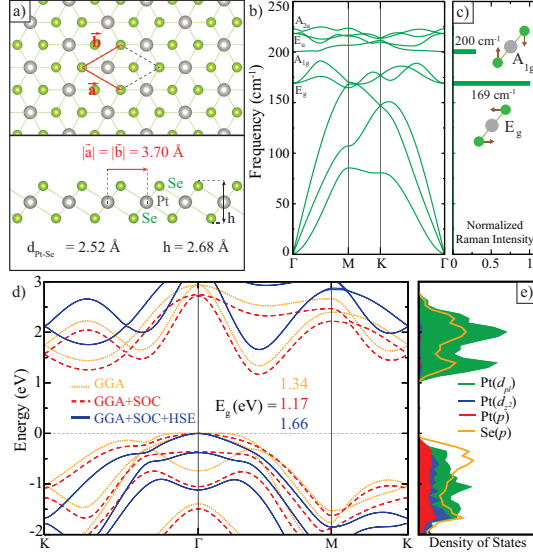 a)
b
a
|a| = |b| = 3.70 Å
Se
Pt
Se
h
d_Pt-Se = 2.52 Å h = 2.68 Å
b)
Frequency (cm⁻¹)
250
200
150
100
50
0
A₂ᵤ
Eᵤ
A₁g
E_g
Γ M K Γ
c)
200 cm⁻¹
A₁g
169 cm⁻¹
E_g
Normalized
Raman Intensity
0 0.5 1
d)
Energy (eV)
3
2
1
0
-1
-2
GGA 1.34
GGA+SOC E_g (eV) = 1.17
GGA+SOC+HSE 1.66
K Γ M K
e)
Pt(d_pl)
Pt(d_z²)
Pt(p)
Se(p)
Density of States